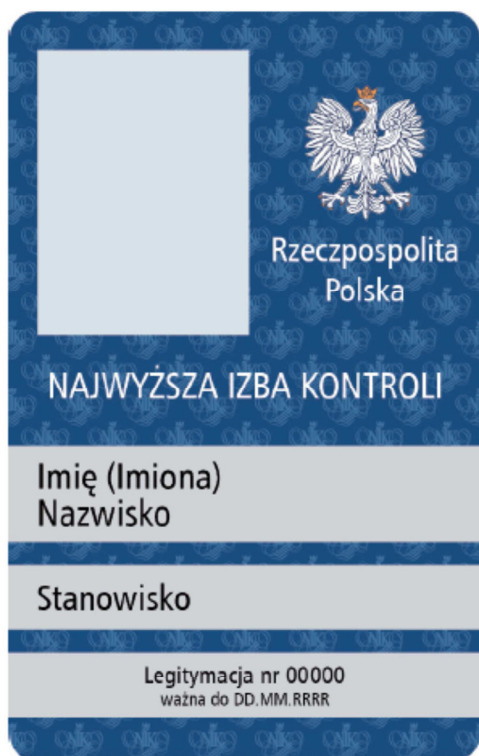 Rzeczpospolita
Polska
NAJWYŻSZA IZBA KONTROLI
Imię (Imiona)
Nazwisko
Stanowisko
Legitymacja nr 00000
ważna do DD.MM.RRRR